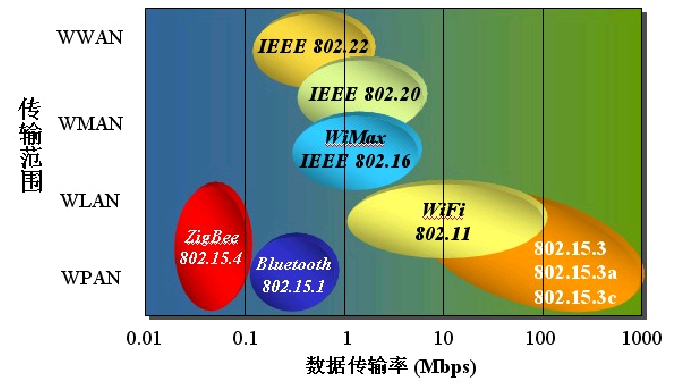 WWAN
IEEE 802.22
IEEE 802.20
传输范围
WMAN
WiMax
IEEE 802.16
WLAN
WiFi
802.11
ZigBee
802.15.4
Bluetooth
802.15.1
802.15.3
802.15.3a
802.15.3c
WPAN
0.01
0.1
1
10
100
1000
数据传输率 (Mbps)